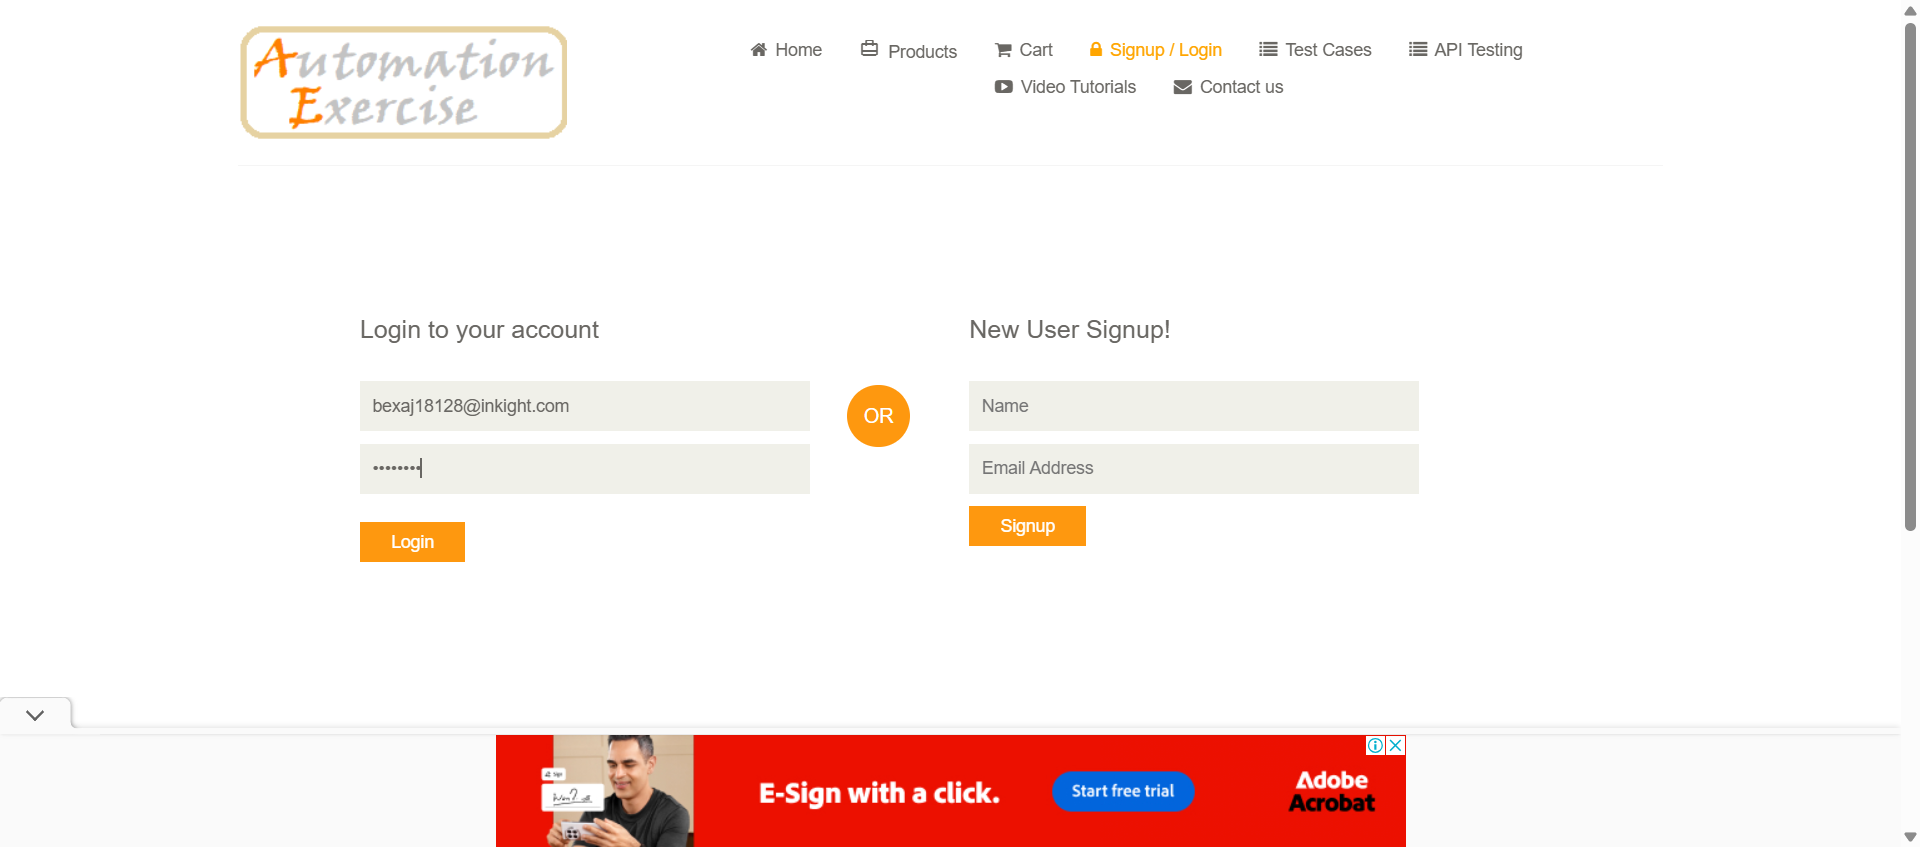 Automation
Exercise
Home
Products
Cart
Signup / Login
Test Cases
API Testing
Video Tutorials
Contact us
Login to your account
New User Signup!
bexaj18128@inkight.com
OR
Name
••••••••
Email Address
Login
Signup
Sign
E-Sign with a click.
Start free trial
Adobe
Acrobat